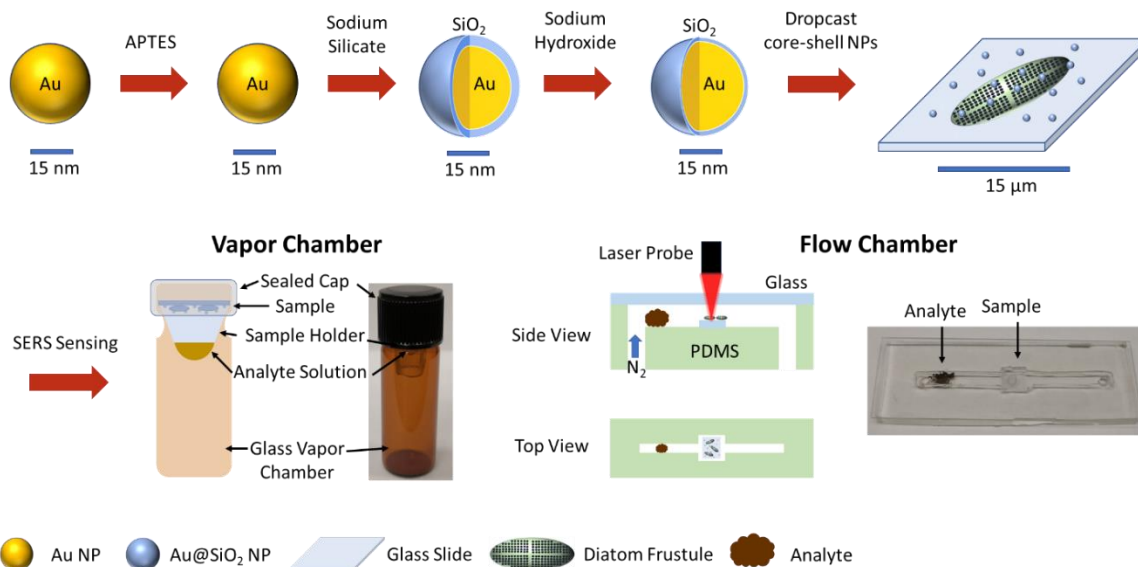 APTES
Sodium
Silicate
SiO₂
Sodium
Hydroxide
SiO₂
Dropcast
core-shell NPs
Au
Au
Au
Au
15 nm
15 nm
15 nm
15 nm
15 µm
Vapor Chamber
Flow Chamber
Sealed Cap
Sample
Sample Holder
Analyte Solution
Glass Vapor
Chamber
SERS Sensing
Laser Probe
Glass
Side View
PDMS
N₂
Top View
Analyte
Sample
Au NP
Au@SiO₂ NP
Glass Slide
Diatom Frustule
Analyte